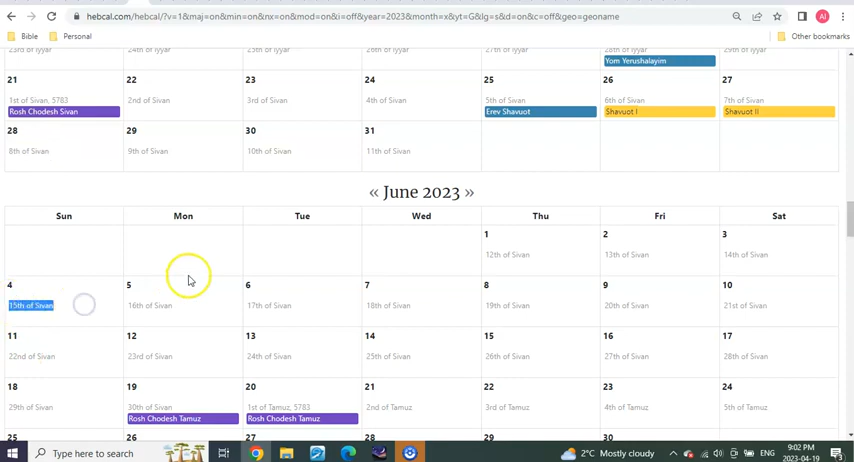 hebcal.com/hebcal/?v=1&maj=on&min=on&nx=on&mod=on&i=off&year=2023&month=x&yt=G&lg=s&d=on&c=off&geo=geoname
AI
Bible Personal Other bookmarks
23rd of Iyyar 24th of Iyyar 25th of Iyyar 26th of Iyyar 27th of Iyyar 28th of Iyyar 29th of Iyyar
Yom Yerushalayim
21 22 23 24 25 26 27
1st of Sivan, 5783 2nd of Sivan 3rd of Sivan 4th of Sivan 5th of Sivan 6th of Sivan 7th of Sivan
Rosh Chodesh Sivan Erev Shavuot Shavuot I Shavuot II
28 29 30 31
8th of Sivan 9th of Sivan 10th of Sivan 11th of Sivan
« June 2023 »
Sun Mon Tue Wed Thu Fri Sat
1 2 3
12th of Sivan 13th of Sivan 14th of Sivan
4 5 6 7 8 9 10
15th of Sivan 16th of Sivan 17th of Sivan 18th of Sivan 19th of Sivan 20th of Sivan 21st of Sivan
11 12 13 14 15 16 17
22nd of Sivan 23rd of Sivan 24th of Sivan 25th of Sivan 26th of Sivan 27th of Sivan 28th of Sivan
18 19 20 21 22 23 24
29th of Sivan 30th of Sivan 1st of Tamuz, 5783 2nd of Tamuz 3rd of Tamuz 4th of Tamuz 5th of Tamuz
Rosh Chodesh Tamuz Rosh Chodesh Tamuz
25 26 27 28 29 30
Type here to search 2°C Mostly cloudy ENG 9:02 PM
2023-04-19
3